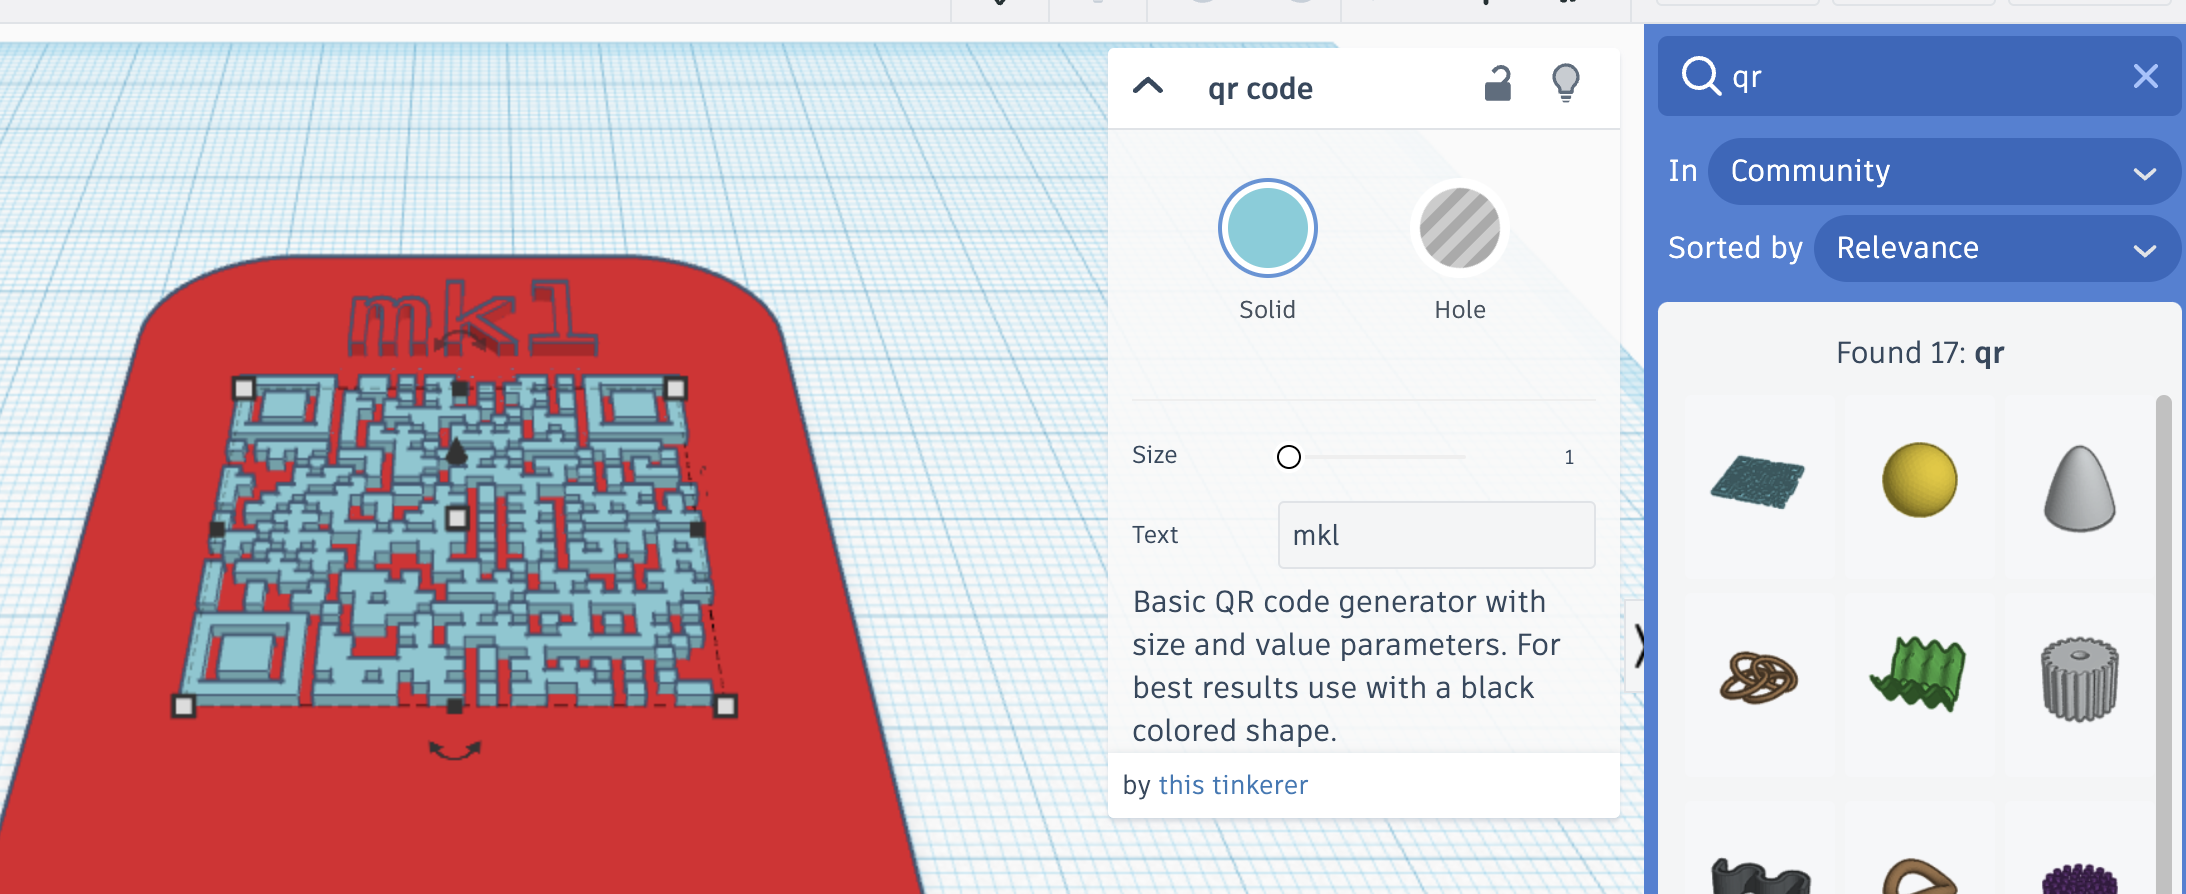 mkl
qr code
Solid
Hole
Size
1
Text
mkl
Basic QR code generator with
size and value parameters. For
best results use with a black
colored shape.
by this tinkerer
qr
In
Community
Sorted by
Relevance
Found 17: qr